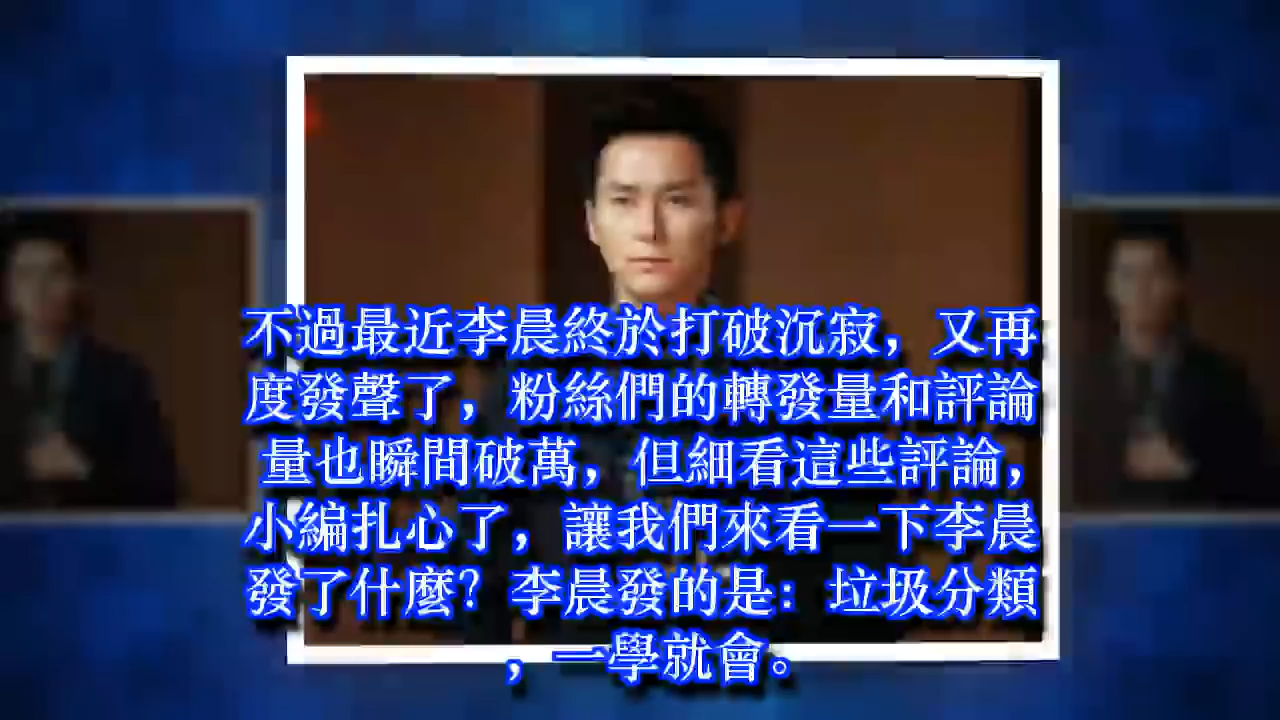 不過最近李晨終於打破沉寂，又再
度發聲了，粉絲們的轉發量和評論
量也瞬間破萬，但細看這些評論，
小編扎心了，讓我們來看一下李晨
發了什麼？李晨發的是：垃圾分類
，一學就會。